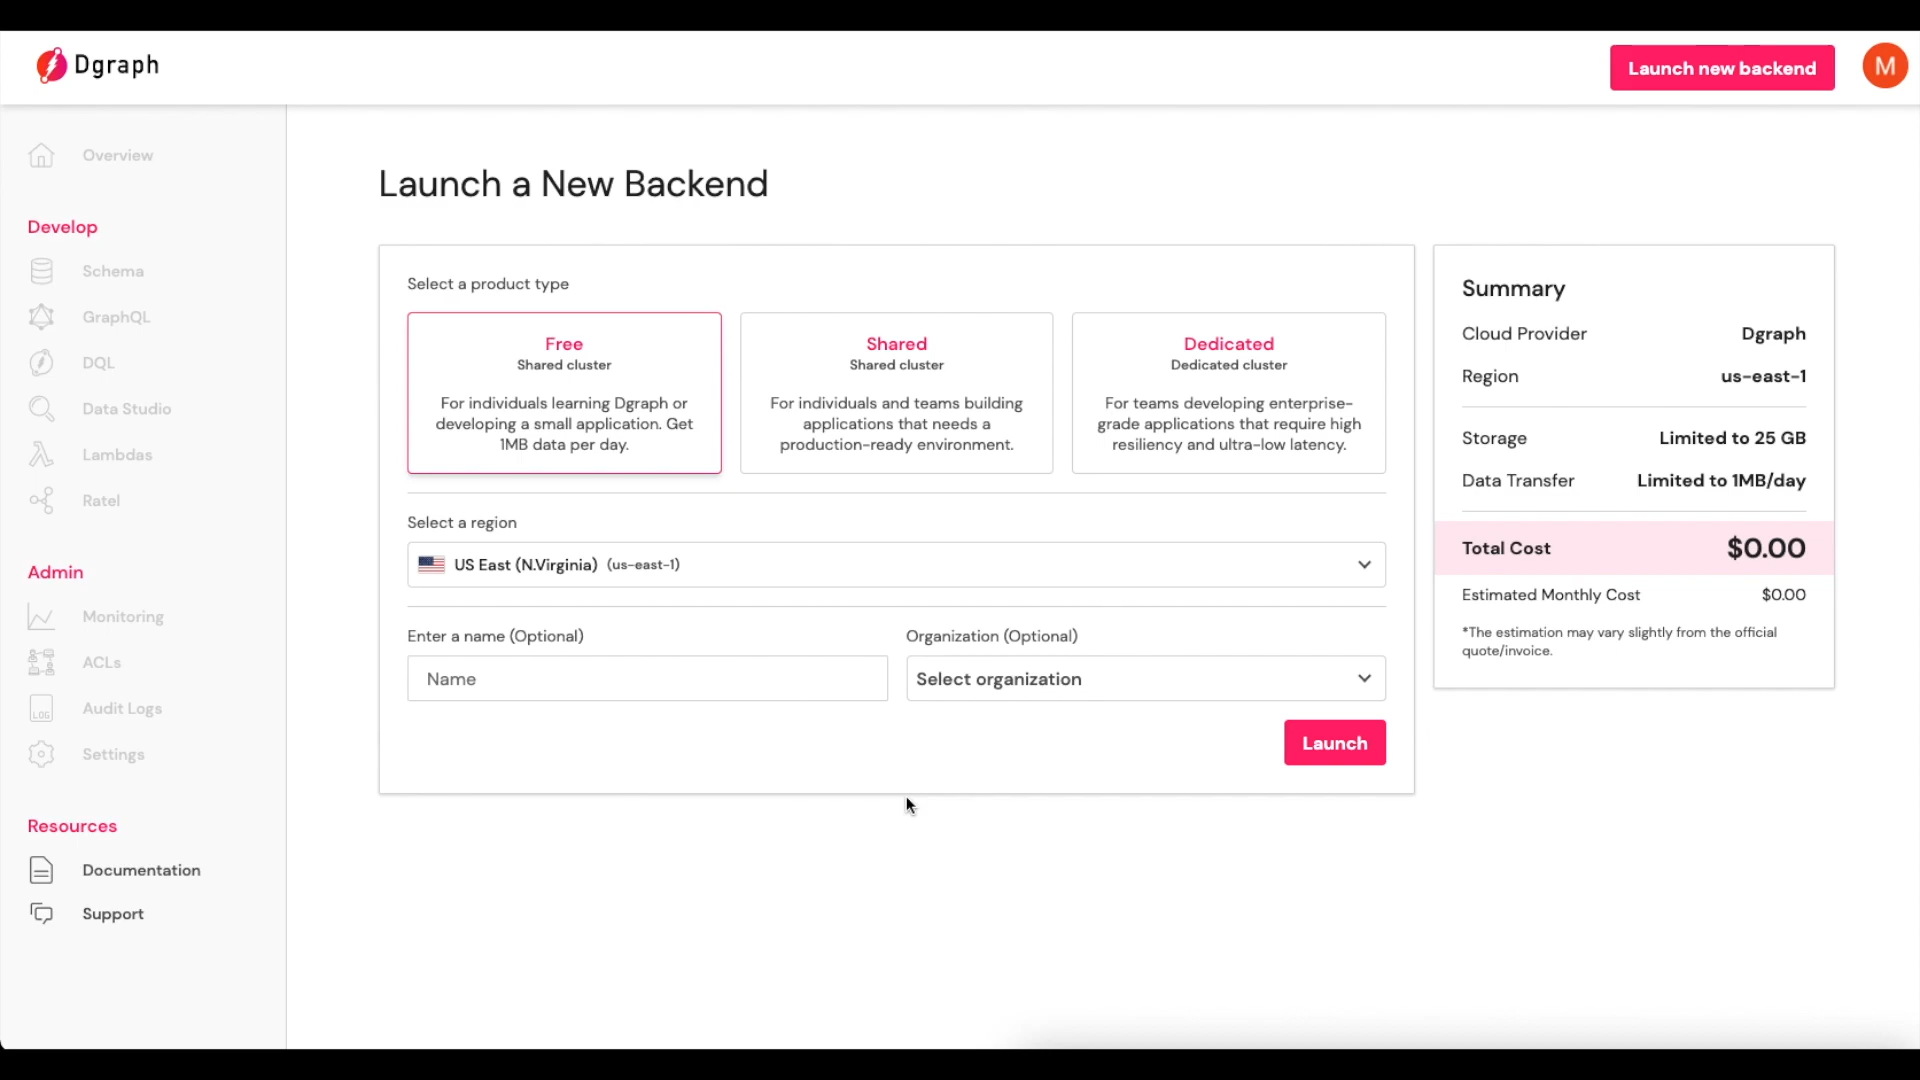 Dgraph
Launch new backend
M
Overview
Develop
Schema
GraphQL
DQL
Data Studio
Lambdas
Ratel
Admin
Monitoring
ACLs
LOG
Audit Logs
Settings
Resources
Documentation
Support
Launch a New Backend
Select a product type
Free
Shared cluster
For individuals learning Dgraph or
developing a small application. Get
1MB data per day.
Shared
Shared cluster
For individuals and teams building
applications that needs a
production-ready environment.
Dedicated
Dedicated cluster
For teams developing enterprise-
grade applications that require high
resiliency and ultra-low latency.
Select a region
US East (N.Virginia) (us-east-1)
Enter a name (Optional)
Name
Organization (Optional)
Select organization
Launch
Summary
Cloud Provider Dgraph
Region us-east-1
Storage Limited to 25 GB
Data Transfer Limited to 1MB/day
Total Cost $0.00
Estimated Monthly Cost $0.00
*The estimation may vary slightly from the official
quote/invoice.